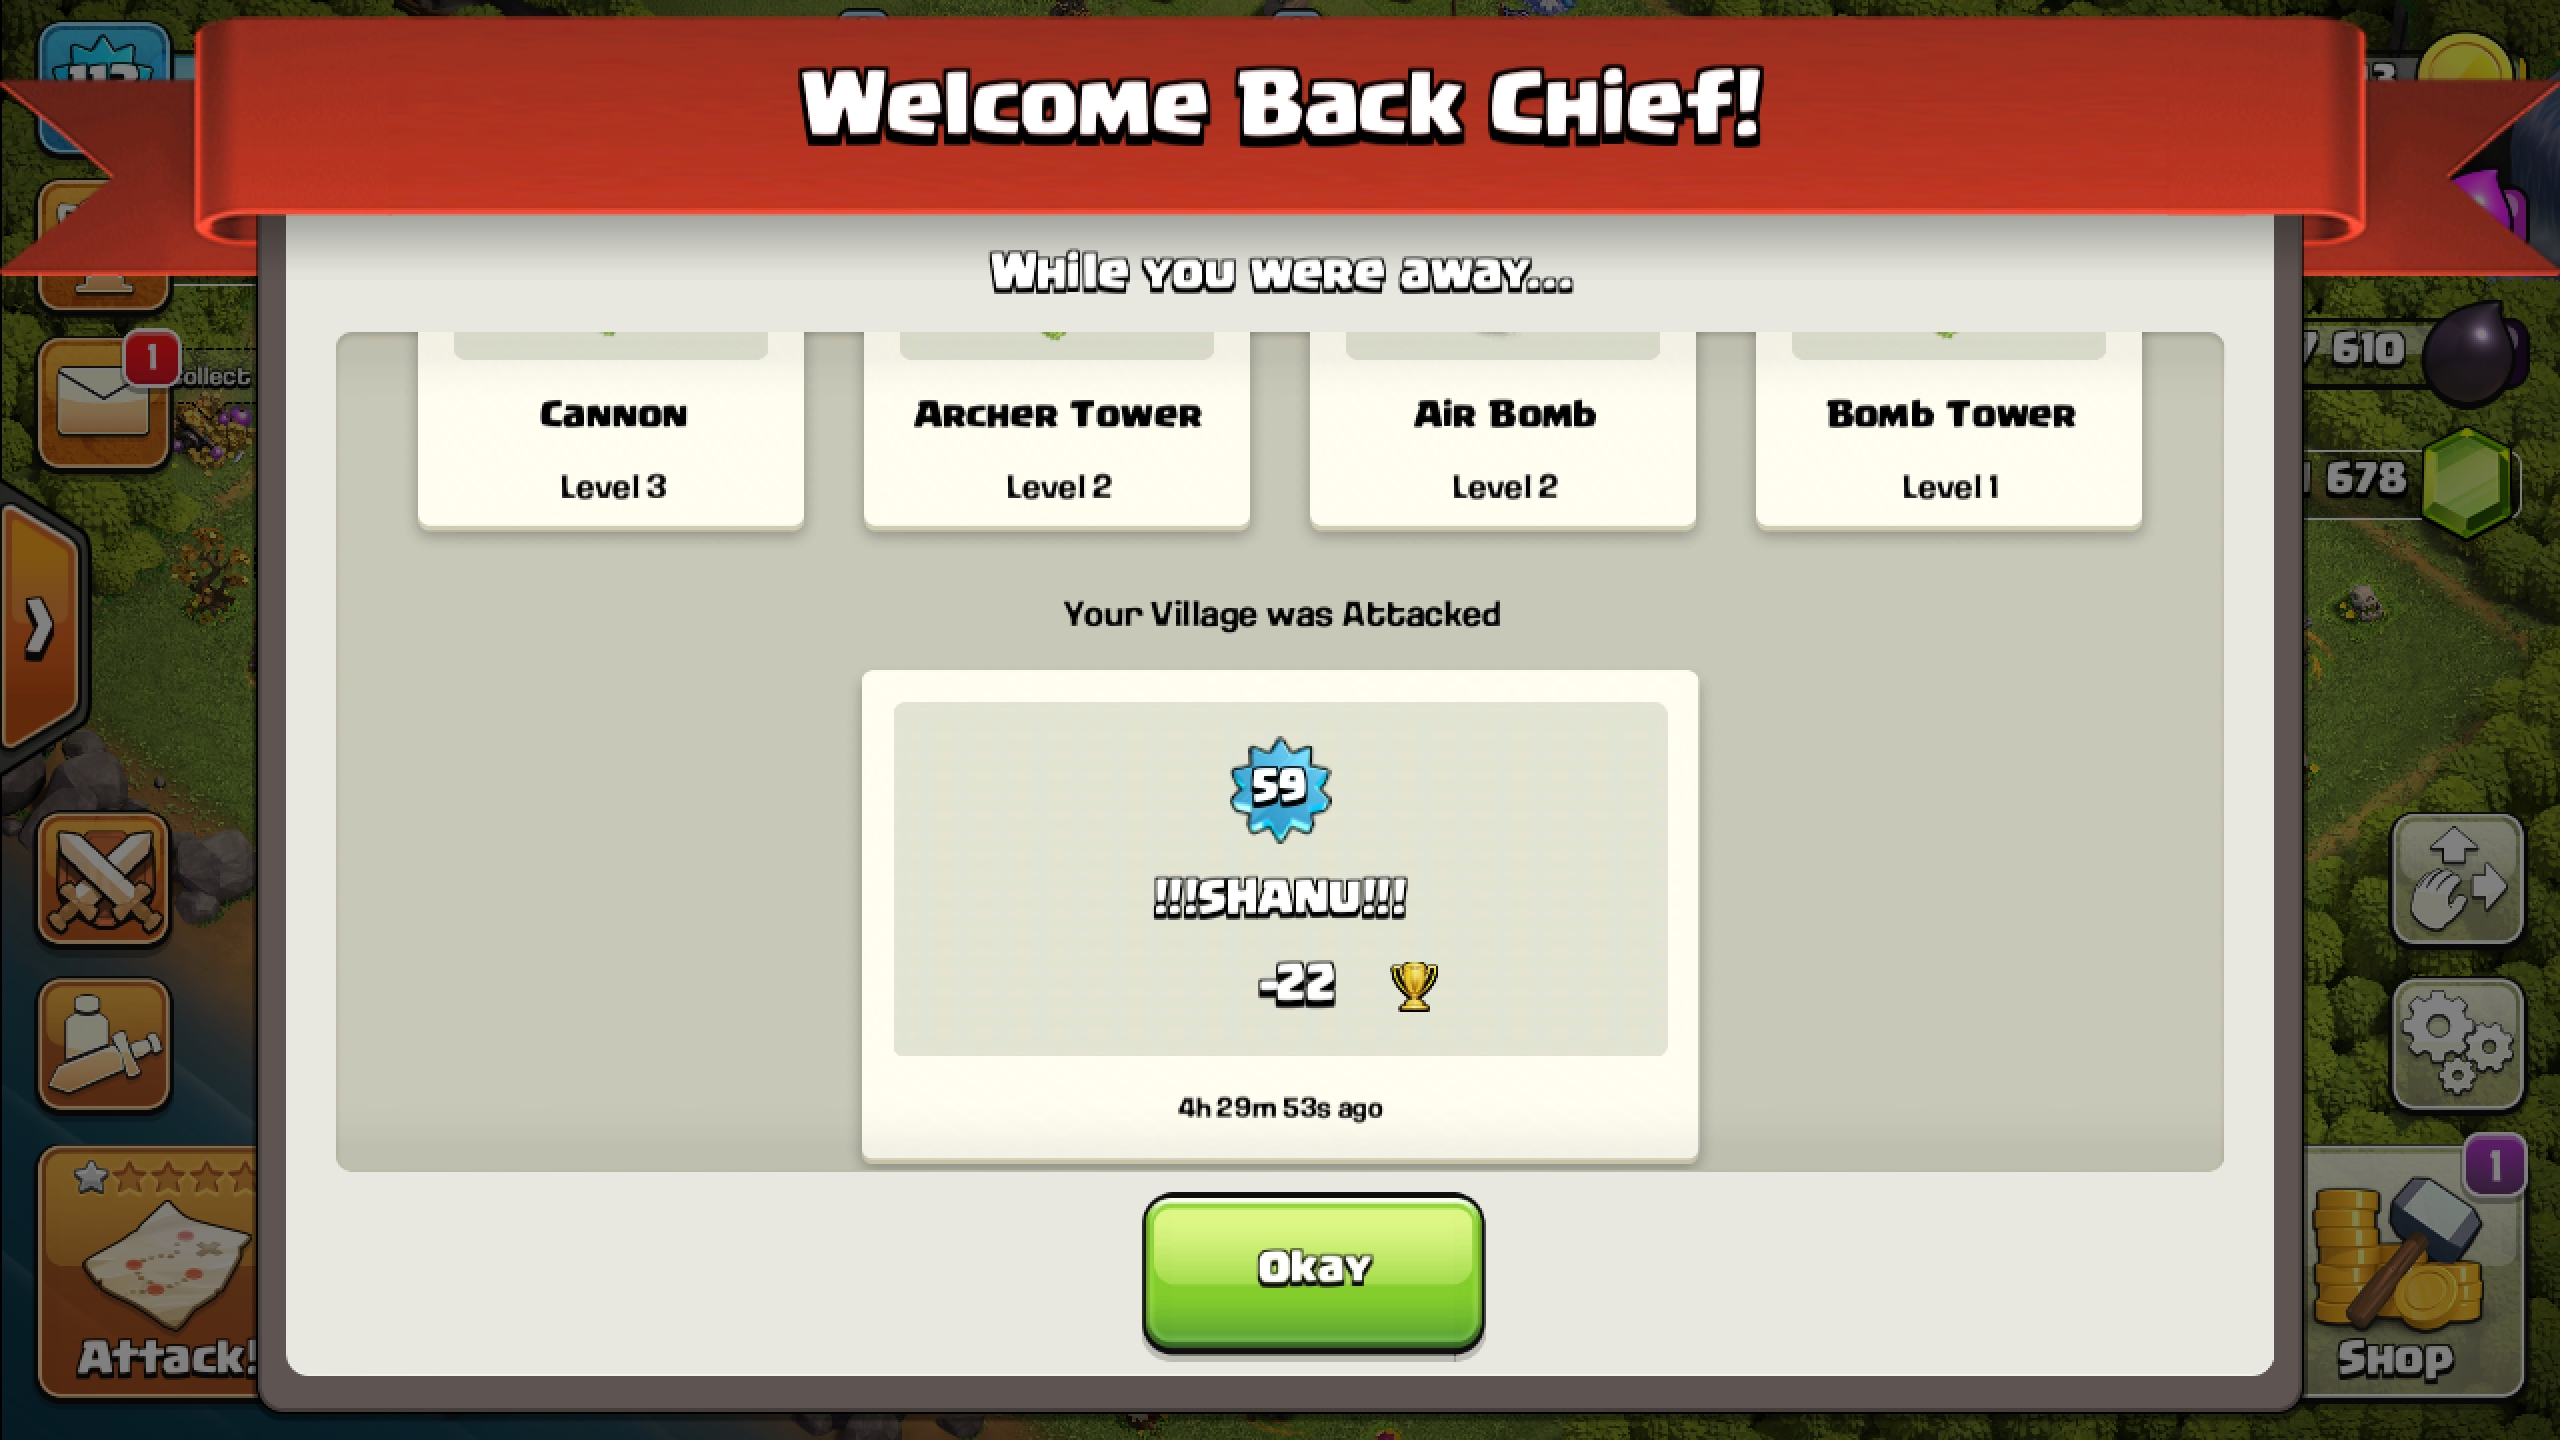 Welcome Back Chief!
While you were away...
1
Collect
7 610
678
Cannon
Archer Tower
Air Bomb
Bomb Tower
Level 3
Level 2
Level 2
Level 1
Your Village was Attacked
59
!!!SHANU!!!
-22
4h 29m 53s ago
Okay
Attack!
1
Shop